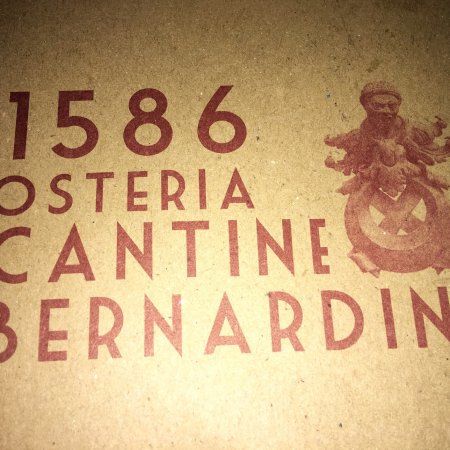 1586
OSTERIA
CANTINE
BERNARDIN